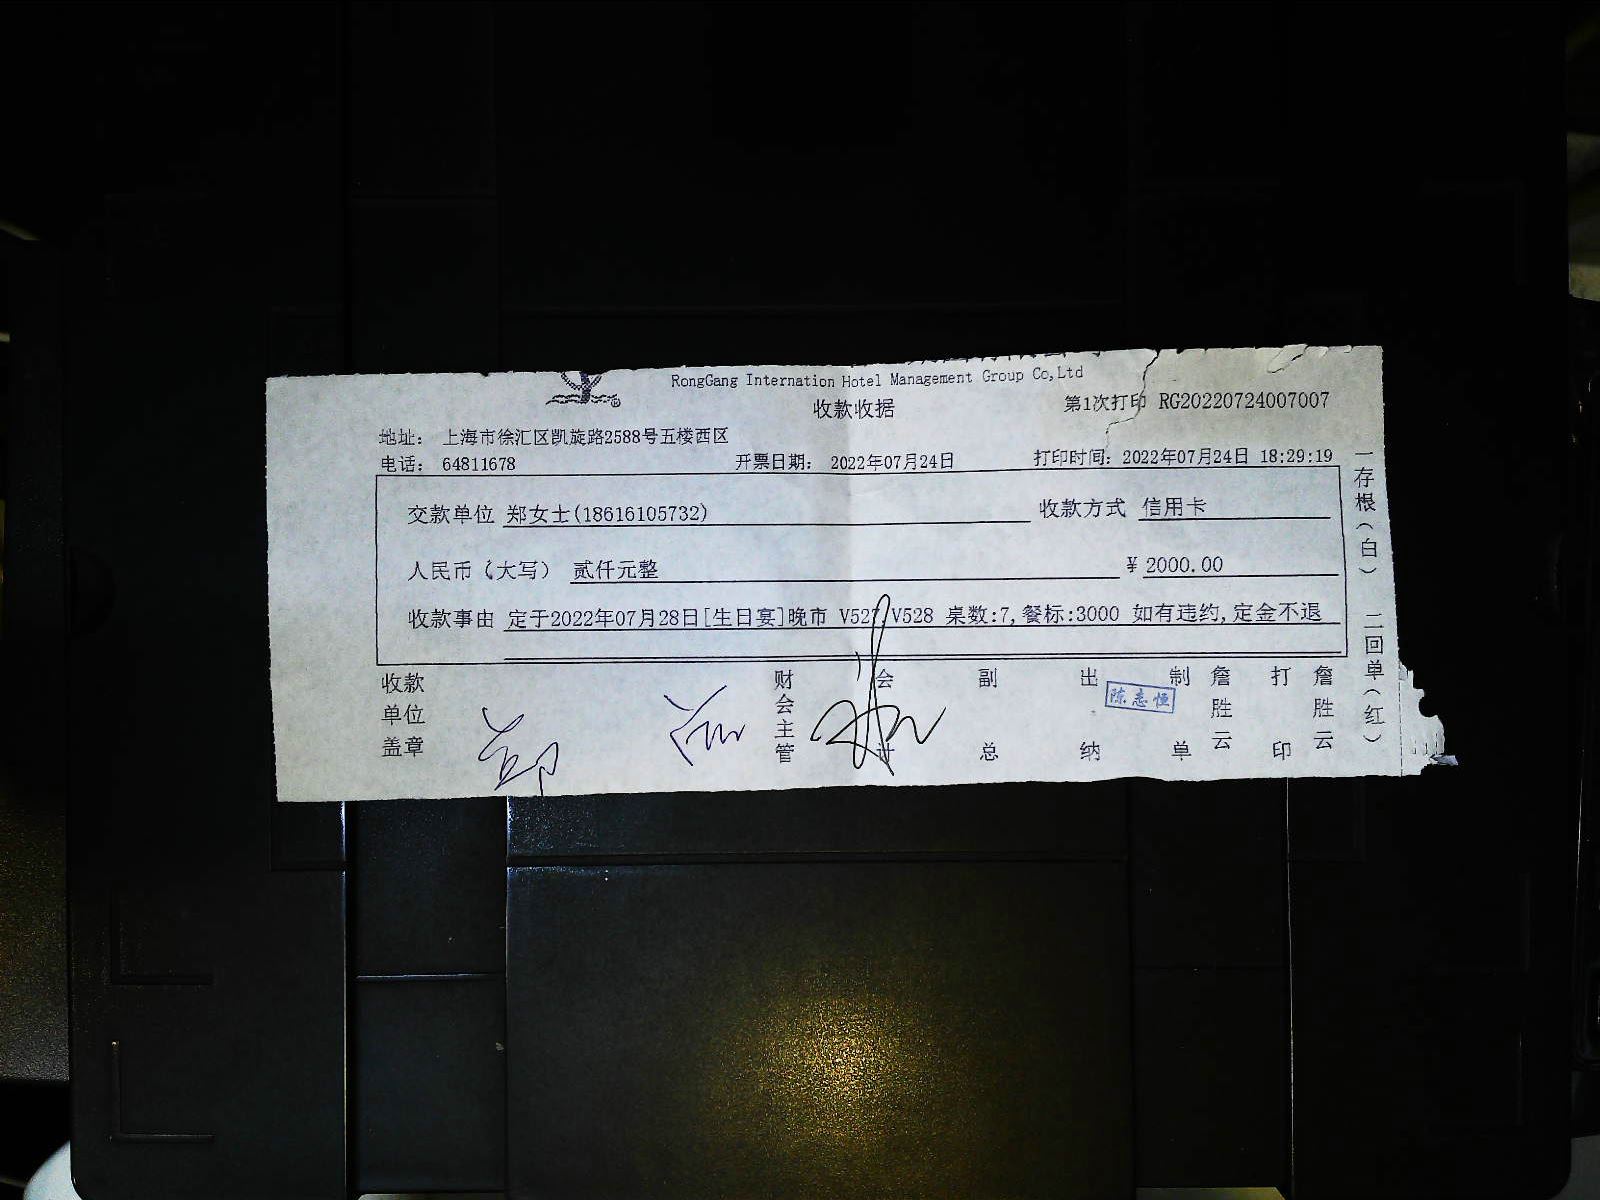 RongGang Internation Hotel Management Group Co,Ltd
收款收据
第1次打印 RG20220724007007
地址: 上海市徐汇区凯旋路2588号五楼西区
电话: 64811678 开票日期: 2022年07月24日 打印时间: 2022年07月24日 18:29:19
交款单位 郑女士(18616105732) 收款方式 信用卡
人民币(大写) 贰仟元整 ¥ 2000.00
收款事由 定于2022年07月28日[生日宴]晚市 V527 V528 桌数:7,餐标:3000 如有违约,定金不退
收款单位盖章 财会主管 会计 副总 出纳 陈志恒 制单 詹胜云 打印 詹胜云
一存根(白) 二回单(红)